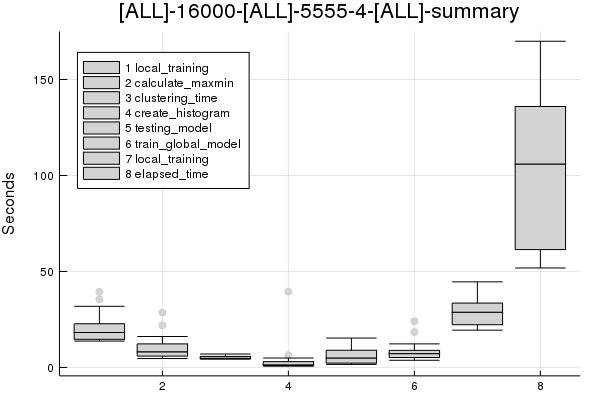 [ALL]-16000-[ALL]-5555-4-[ALL]-summary
Seconds
150
100
50
0
1 local_training
2 calculate_maxmin
3 clustering_time
4 create_histogram
5 testing_model
6 train_global_model
7 local_training
8 elapsed_time
2 4 6 8